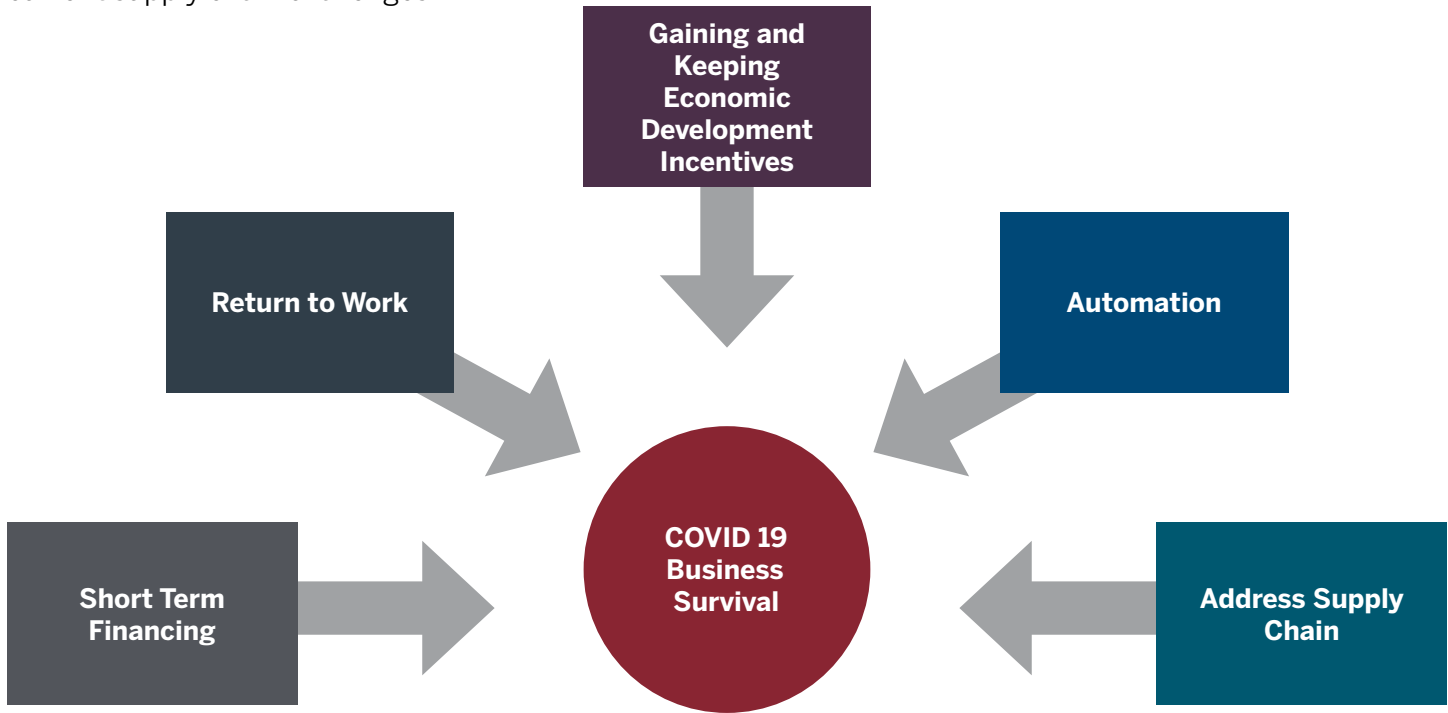 Gaining and
Keeping
Economic
Development
Incentives
Return to Work
Automation
COVID 19
Business
Survival
Short Term
Financing
Address Supply
Chain